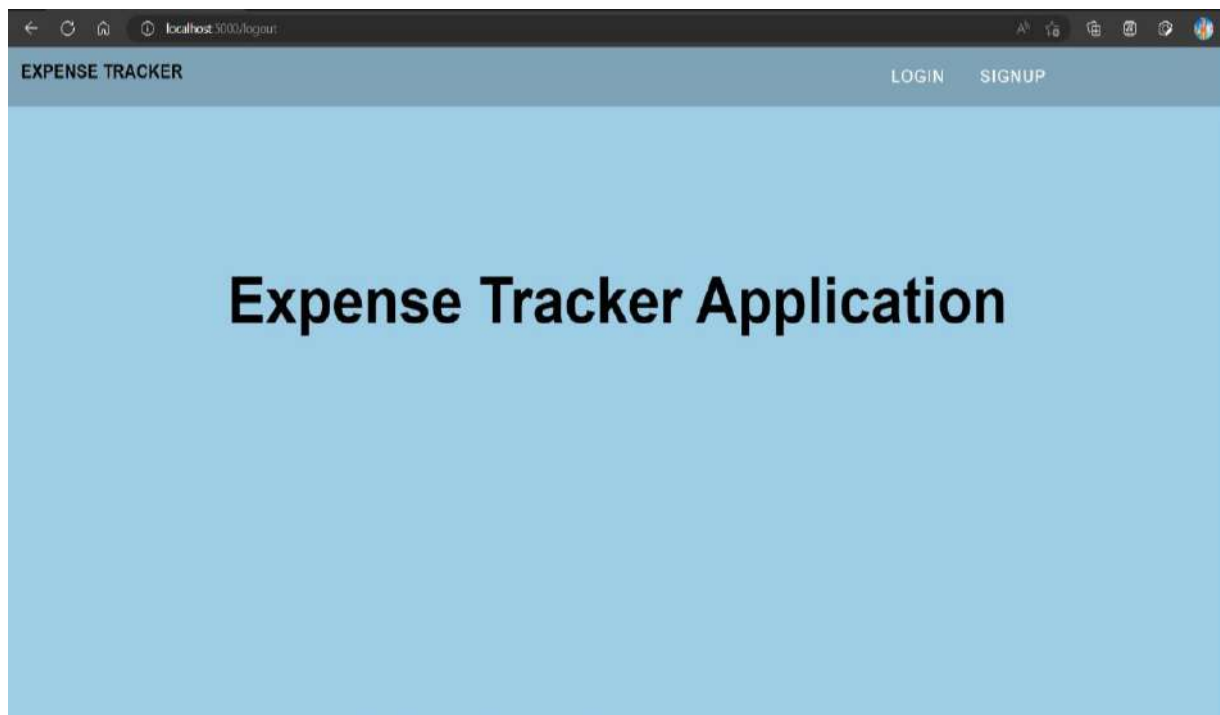 localhost:5000/logout
EXPENSE TRACKER
LOGIN SIGNUP
Expense Tracker Application